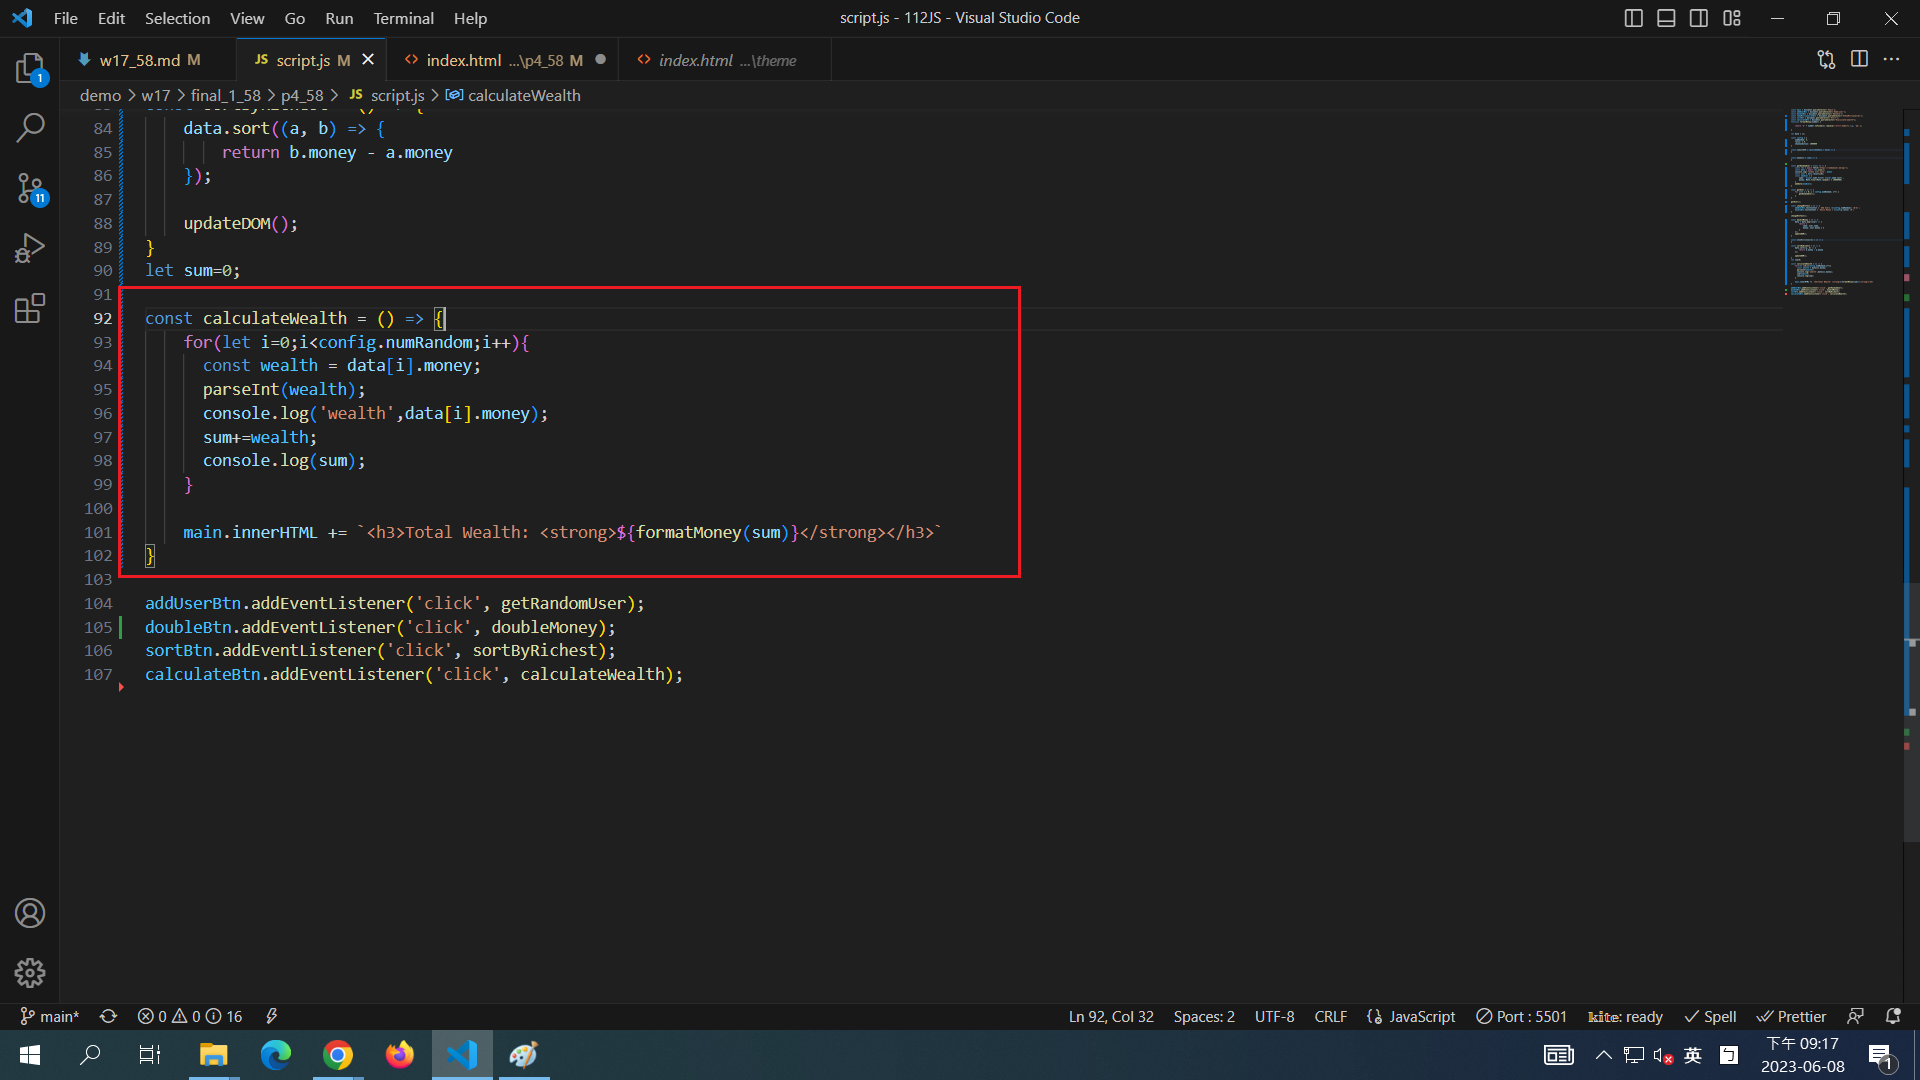 File Edit Selection View Go Run Terminal Help
script.js - 112JS - Visual Studio Code
w17_58.md M
JS script.js M
index.html ...\p4_58 M
index.html ...\theme
demo > w17 > final_1_58 > p4_58 > JS script.js > calculateWealth
84 data.sort((a, b) => {
85 return b.money - a.money
86 });
87
88 updateDOM();
89 }
90 let sum=0;
91
92 const calculateWealth = () => {
93 for(let i=0;i<config.numRandom;i++){
94 const wealth = data[i].money;
95 parseInt(wealth);
96 console.log('wealth',data[i].money);
97 sum+=wealth;
98 console.log(sum);
99 }
100
101 main.innerHTML += `<h3>Total Wealth: <strong>${formatMoney(sum)}</strong></h3>`
102 }
103
104 addUserBtn.addEventListener('click', getRandomUser);
105 doubleBtn.addEventListener('click', doubleMoney);
106 sortBtn.addEventListener('click', sortByRichest);
107 calculateBtn.addEventListener('click', calculateWealth);
1
11
main* 0 0 16
Ln 92, Col 32 Spaces: 2 UTF-8 CRLF JavaScript Port : 5501 kite: ready Spell Prettier
英 下午 09:17
2023-06-08
1